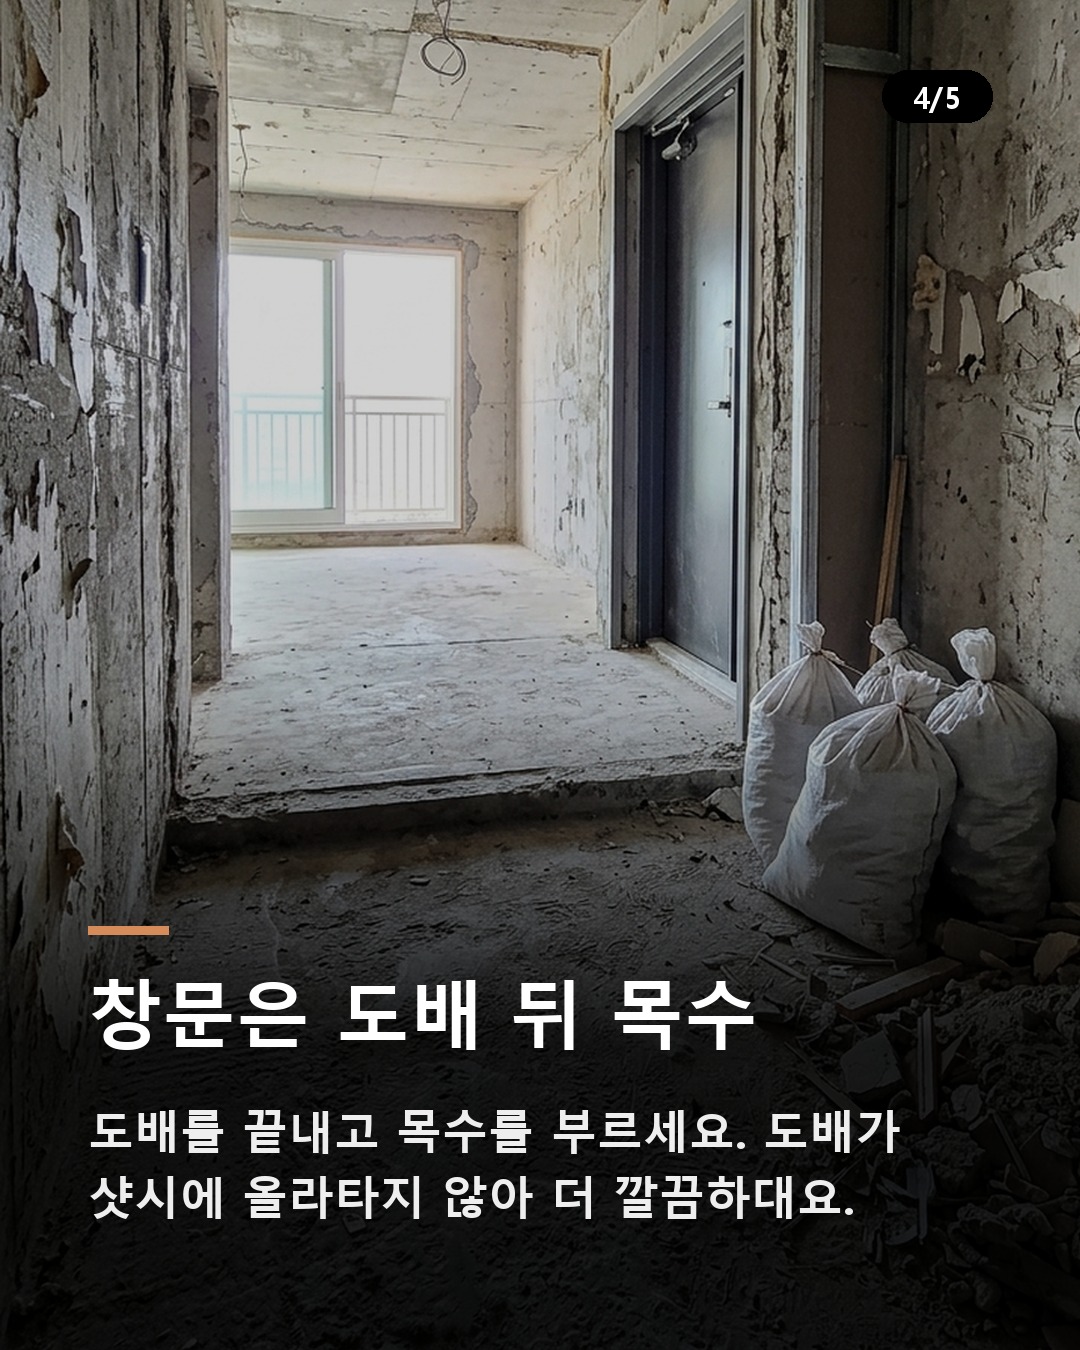 4/5
창문은 도배 뒤 목수
도배를 끝내고 목수를 부르세요. 도배가
샷시에 올라타지 않아 더 깔끔하대요.